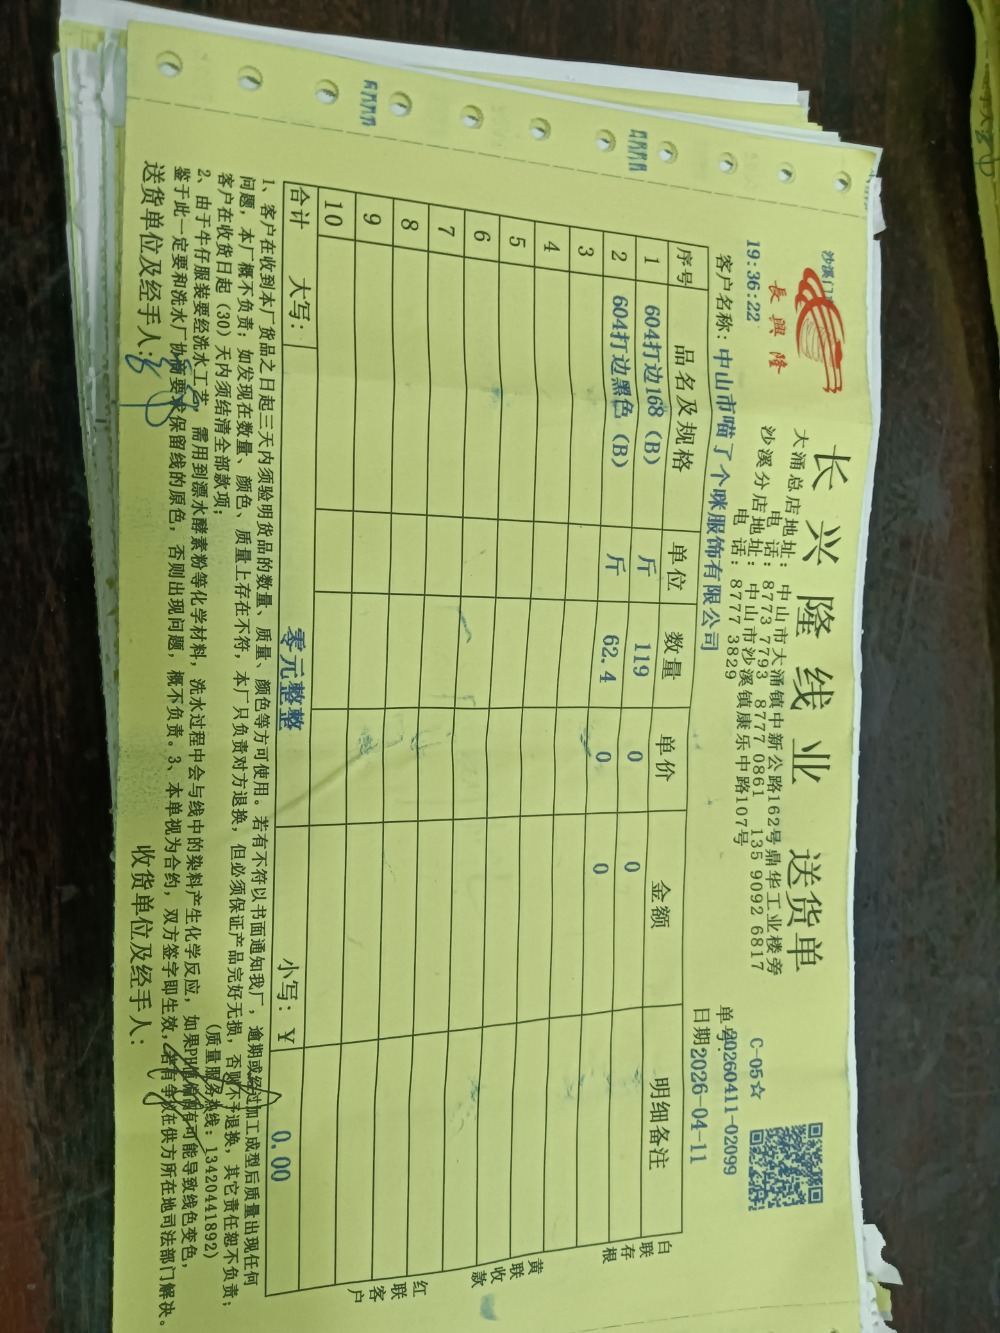 沙溪门
長興隆
19:36:22
长兴隆线业 送货单
大涌总店地址：中山市大涌镇中新公路162号鼎华工业楼旁
电话：8773 7793 8777 0861 135 9092 6817
沙溪分店地址：中山市沙溪镇康乐中路107号
电话：8777 3829
C-05☆
单号：20260411-02099
客户名称：中山市喵了个咪服饰有限公司
日期2026-04-11
序号 品名及规格 单位 数量 单价 金额 明细备注
1 604打边168（B） 斤 119 0 0
2 604打边黑色（B） 斤 62.4 0 0
3
4
5
6
7
8
9
10
合计 大写： 零元整整 小写：￥ 0.00
白联存根
黄联收款
红联客户
1、客户在收到本厂货品之日起三天内须验明货品的数量、质量、颜色等方可使用。若有不符以书面通知我厂，逾期或经过加工成型后质量出现任何
问题，本厂概不负责；如发现在数量、颜色、质量上存在不符，本厂只负责对方退换，但必须保证产品完好无损，否则不予退换，其它责任恕不负责；
客户在收货日起（30）天内须结清全部款项；
（质量服务热线：13420441892）
2、由于牛仔服装要经洗水工艺，需用到漂水酵素粉等化学材料，洗水过程中会与线中的染料产生化学反应，如果PH值偏酸有可能导致线色变色，
鉴于此一定要和洗水厂协商要求保留线的原色，否则出现问题，概不负责。3、本单视为合约，双方签字即生效，若有争议在供方所在地司法部门解决。
送货单位及经手人： 收货单位及经手人：